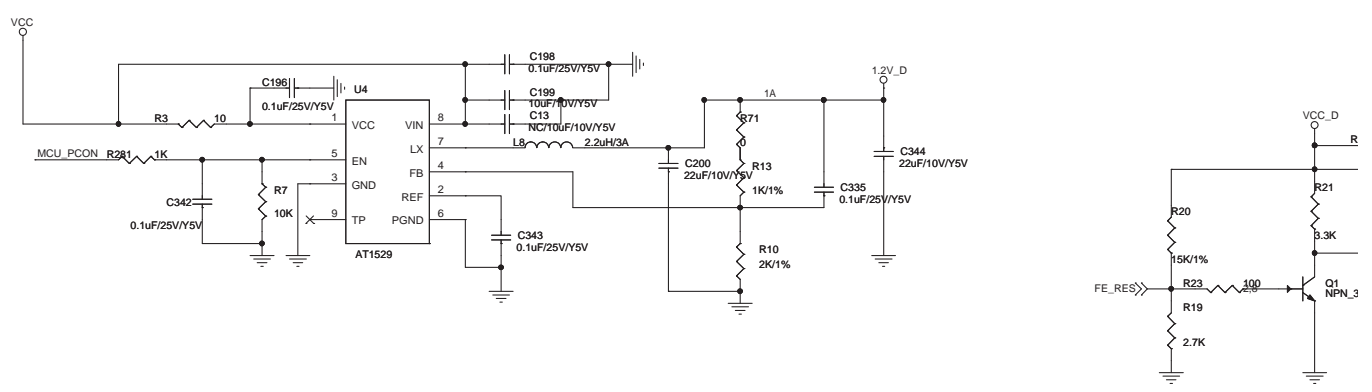 VCC
C198
0.1uF/25V/Y5V
C196
0.1uF/25V/Y5V
U4
C199
10uF/10V/Y5V
C13
NC/10uF/10V/Y5V
1.2V_D
1A
R3 10
1 VCC
VIN 8
R71
0
VCC_D
MCU_PCON R281 1K
5 EN
LX 7
L8 2.2uH/3A
C344
22uF/10V/Y5V
R
3 GND
FB 4
C200
22uF/10V/Y5V
R13
1K/1%
C342
0.1uF/25V/Y5V
R7
10K
REF 2
C335
0.1uF/25V/Y5V
R21
3.3K
R20
15K/1%
9 TP
PGND 6
C343
0.1uF/25V/Y5V
AT1529
R10
2K/1%
FE_RES
R23 100
Q1
NPN_3
R19
2.7K